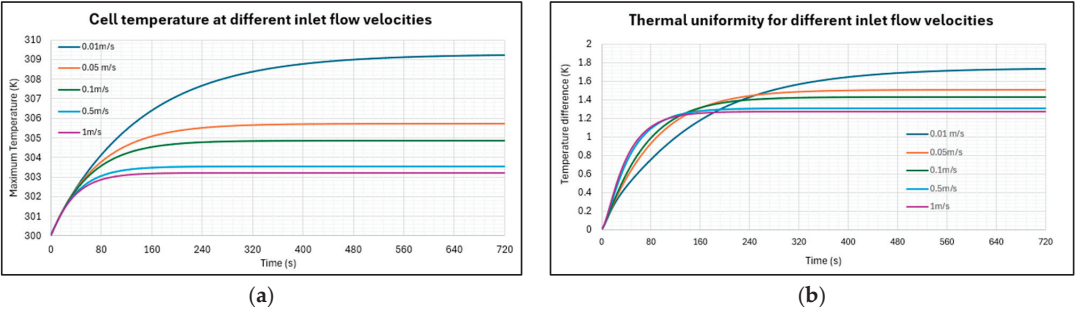 Cell temperature at different inlet flow velocities
310
309
308
307
306
305
304
303
302
301
300
Maximum Temperature (K)
0.01m/s
0.05 m/s
0.1m/s
0.5m/s
1m/s
0 80 160 240 320 400 480 560 640 720
Time (s)
(a)
Thermal uniformity for different inlet flow velocities
2
1.8
1.6
1.4
1.2
1
0.8
0.6
0.4
0.2
0
Temperature difference (K)
0.01 m/s
0.05m/s
0.1m/s
0.5m/s
1m/s
0 80 160 240 320 400 480 560 640 720
Time (s)
(b)